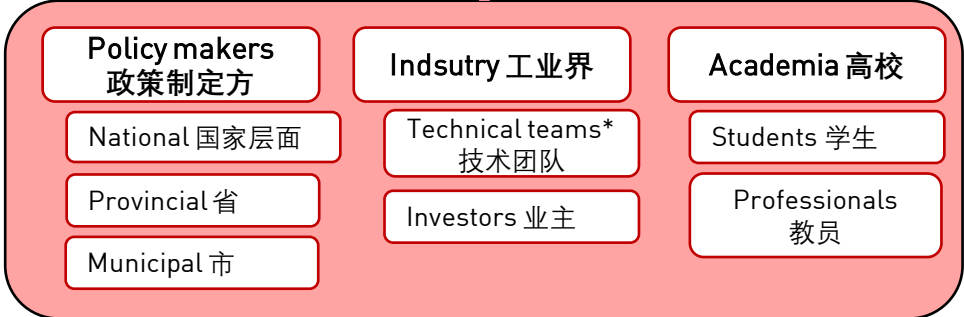 Policy makers
政策制定方
National 国家层面
Provincial 省
Municipal 市
Indsutry 工业界
Technical teams*
技术团队
Investors 业主
Academia 高校
Students 学生
Professionals
教员